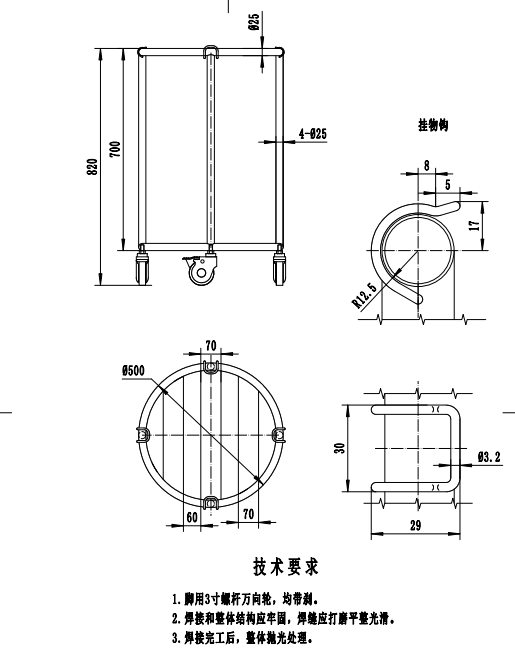 Ø25
820
700
4-Ø25
挂物钩
8
5
17
R12.5
70
Ø500
60
70
30
Ø3.2
29
技术要求
1.脚用3寸螺杆万向轮，均带刹。
2.焊接和整体结构应牢固，焊缝应打磨平整光滑。
3.焊接完工后，整体抛光处理。